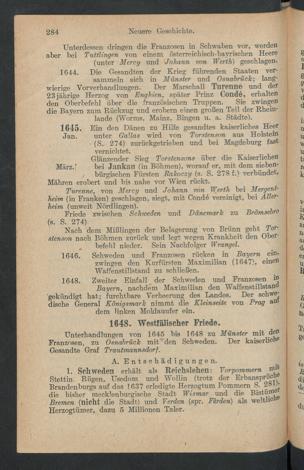 284 Neuere Geschichte.
Unterdessen dringen die Franzosen in Schwaben vor, werden
aber bei Tuttlingen von einem österreichisch-bayrischen Heere
(unter Mercy und Johann von Werth) geschlagen.
1644. Die Gesandten der Krieg führenden Staaten ver-
sammeln sich in Münster und Osnabrück; lang-
wierige Vorverhandlungen. Der Marschall Turenne und der
23jährige Herzog von Enghien, später Prinz Condé, erhalten
den Oberbefehl über die französischen Truppen. Sie zwingen
die Bayern zum Rückzug und erobern einen großen Teil der Rhein-
lande (Worms, Mainz, Bingen u. a. Städte).
1645. Ein den Dänen zu Hilfe gesandtes kaiserliches Heer
Jan. unter Gallas wird von Torstenson aus Holstein
(S. 274) zurückgetrieben und bei Magdeburg fast
vernichtet.
Glänzender Sieg Torstensons über die Kaiserlichen
März. bei Jankau (in Böhmen), worauf er, mit dem sieben-
bürgischen Fürsten Rakoczy (s. S. 278 f.) verbündet,
Mähren erobert und bis nahe vor Wien rückt.
Turenne, von Mercy und Johann von Werth bei Mergent-
heim (in Franken) geschlagen, siegt, mit Condé vereinigt, bei Aller-
heim (unweit Nördlingen).
Friede zwischen Schweden und Dänemark zu Brömsebro
(s. S. 274)
Nach dem Mißlingen der Belagerung von Brünn geht Tor-
stenson nach Böhmen zurück und legt wegen Krankheit den Ober-
befehl nieder. Sein Nachfolger Wrangel.
1646. Schweden und Franzosen rücken in Bayern ein,
zwingen den Kurfürsten Maximilian (1647), einen
Waffenstillstand zu schließen.
1648. Zweiter Einfall der Schweden und Franzosen in
Bayern, nachdem Maximilian den Waffenstillstand
gekündigt hat; furchtbare Verheerung des Landes. Der schwe-
dische General Königsmark nimmt die Kleinseite von Prag auf
dem linken Moldauufer ein.
1648. Westfälischer Friede.
Unterhandlungen von 1645 bis 1648 zu Münster mit den
Franzosen, zu Osnabrück mit den Schweden. Der kaiserliche
Gesandte Graf Trautmannsdorf.
A. Entschädigungen.
1. Schweden erhält als Reichslehen: Vorpommern mit
Stettin Rügen, Usedom und Wollin (trotz der Erbansprüche
Brandenburgs auf das 1637 erledigte Herzogtum Pommern S. 281),
die bisher mecklenburgische Stadt Wismar und die Bistümer
Bremen (nicht die Stadt) und Verden (spr. Fërden) als weltliche
Herzogtümer, dazu 5 Millionen Taler.